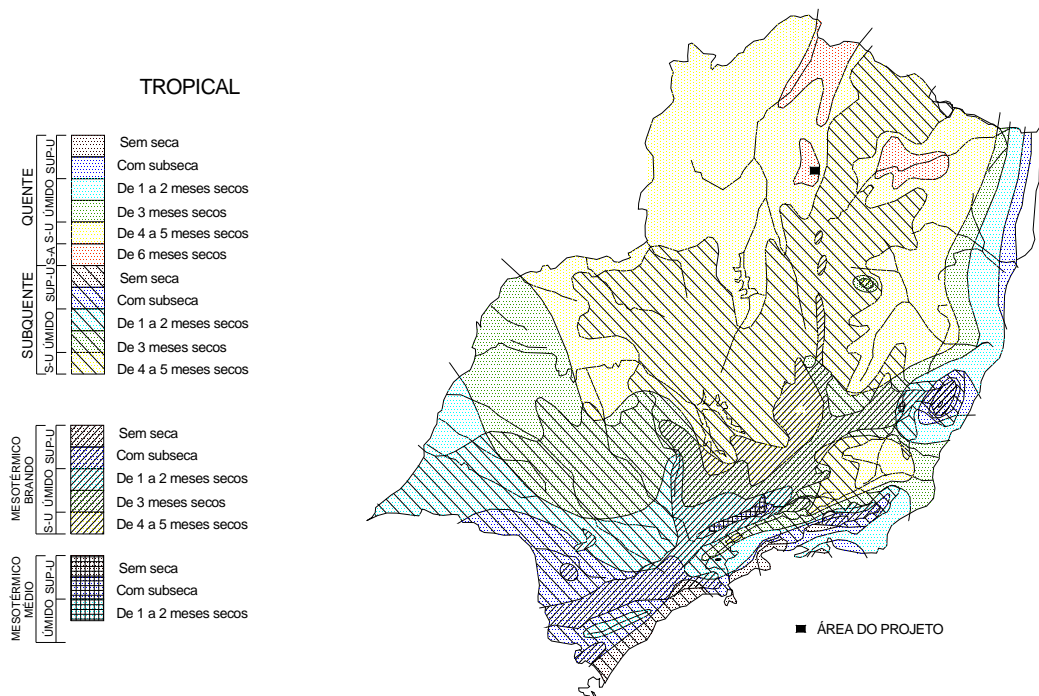 TROPICAL
QUENTE
S-A S-U ÚMIDO SUP-U
Sem seca
Com subseca
De 1 a 2 meses secos
De 3 meses secos
De 4 a 5 meses secos
De 6 meses secos
SUBQUENTE
S-U ÚMIDO SUP-U
Sem seca
Com subseca
De 1 a 2 meses secos
De 3 meses secos
De 4 a 5 meses secos
MESOTÉRMICO
BRANDO
S-U ÚMIDO SUP-U
Sem seca
Com subseca
De 1 a 2 meses secos
De 3 meses secos
De 4 a 5 meses secos
MESOTÉRMICO
MÉDIO
ÚMIDO SUP-U
Sem seca
Com subseca
De 1 a 2 meses secos
ÁREA DO PROJETO